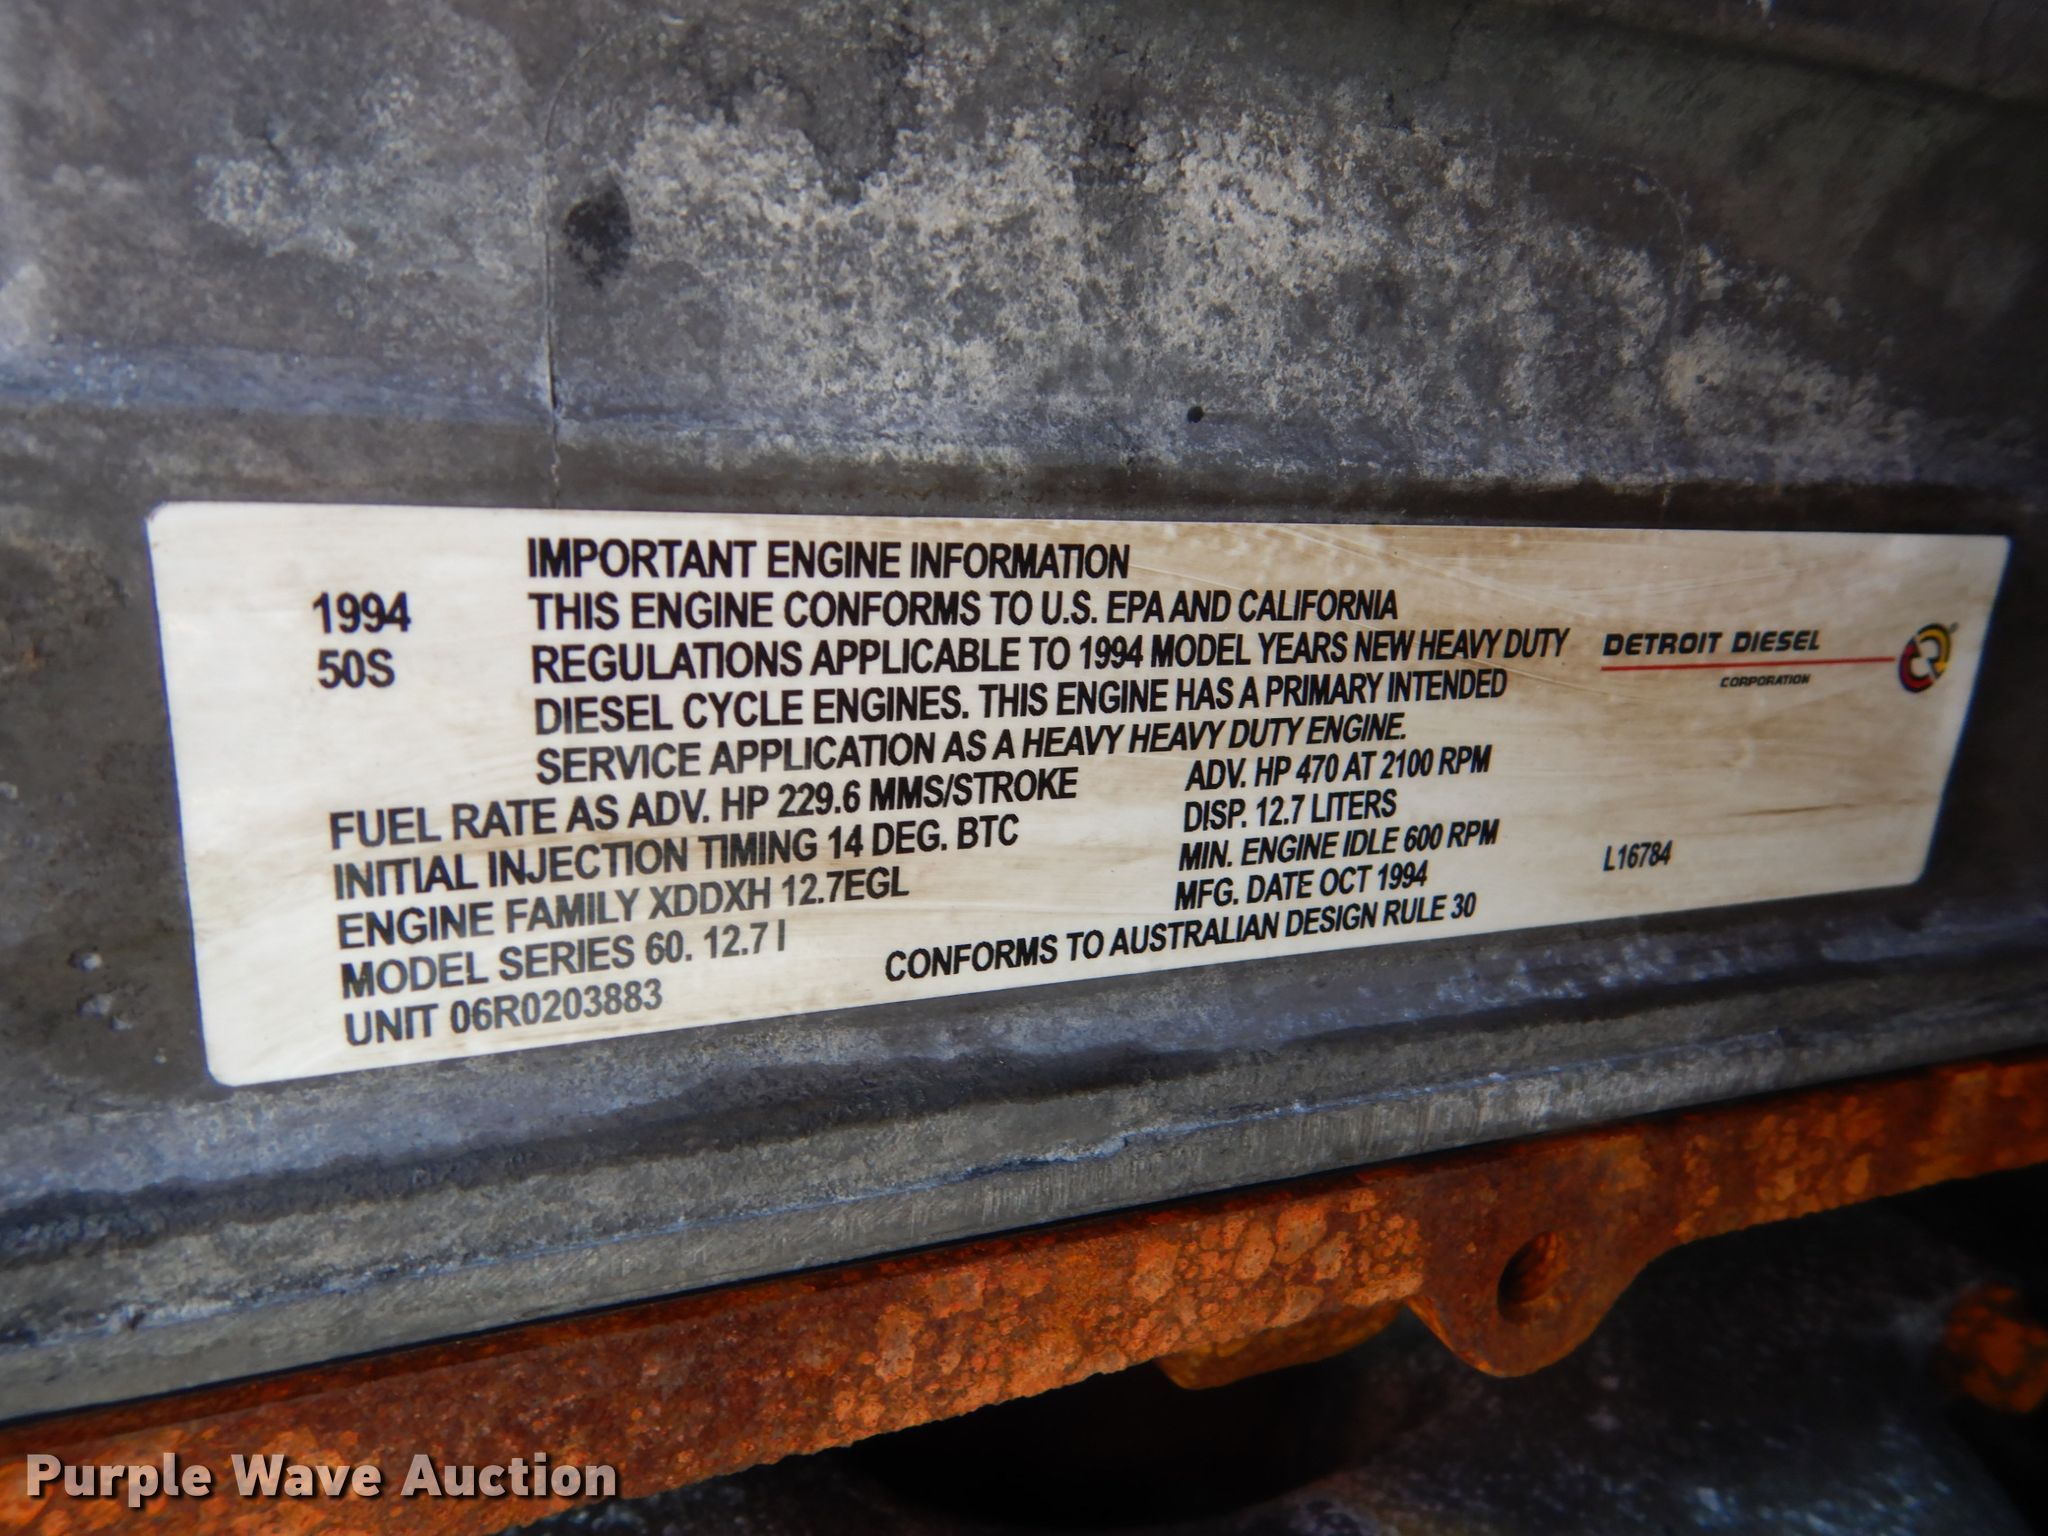 IMPORTANT ENGINE INFORMATION
1994 THIS ENGINE CONFORMS TO U.S. EPA AND CALIFORNIA
50S REGULATIONS APPLICABLE TO 1994 MODEL YEARS NEW HEAVY DUTY
DIESEL CYCLE ENGINES. THIS ENGINE HAS A PRIMARY INTENDED
SERVICE APPLICATION AS A HEAVY HEAVY DUTY ENGINE.
DETROIT DIESEL
CORPORATION
FUEL RATE AS ADV. HP 229.6 MMS/STROKE
INITIAL INJECTION TIMING 14 DEG. BTC
ENGINE FAMILY XDDXH 12.7EGL
MODEL SERIES 60. 12.7 l
UNIT 06R0203883
ADV. HP 470 AT 2100 RPM
DISP. 12.7 LITERS
MIN. ENGINE IDLE 600 RPM
MFG. DATE OCT 1994
CONFORMS TO AUSTRALIAN DESIGN RULE 30
L16784
Purple Wave Auction